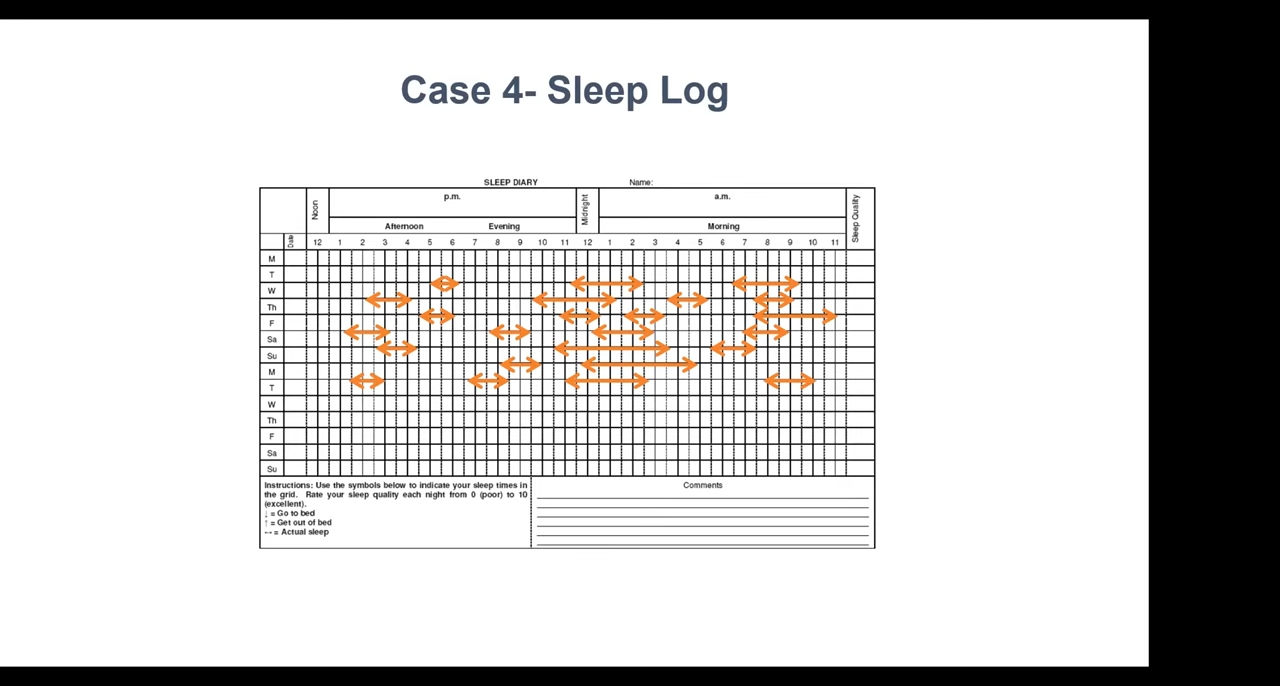 Case 4- Sleep Log
SLEEP DIARY Name:
p.m. a.m.
Noon Midnight Sleep Quality
Afternoon Evening Morning
Date 12 1 2 3 4 5 6 7 8 9 10 11 12 1 2 3 4 5 6 7 8 9 10 11
M
T
W
Th
F
Sa
Su
M
T
W
Th
F
Sa
Su
Instructions: Use the symbols below to indicate your sleep times in
the grid. Rate your sleep quality each night from 0 (poor) to 10
(excellent).
↓ = Go to bed
↑ = Get out of bed
↔ = Actual sleep
Comments